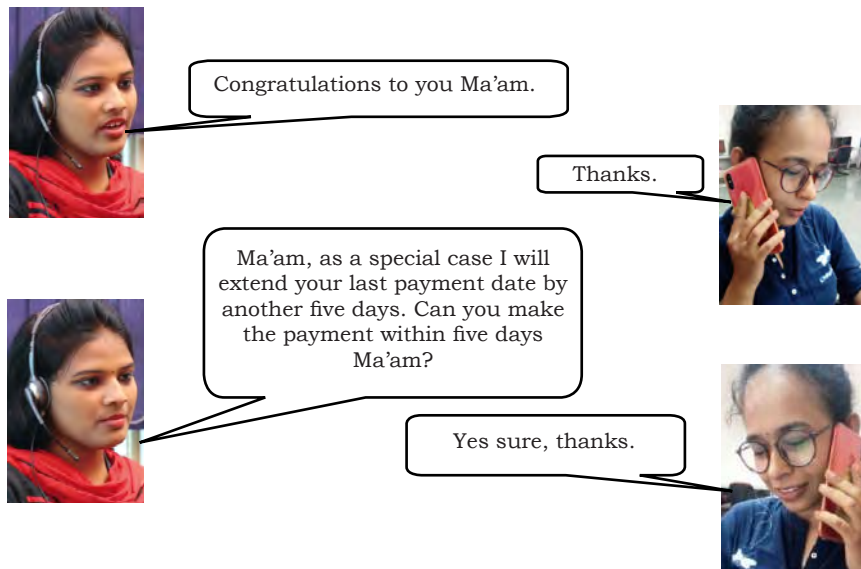 Congratulations to you Ma’am.
Thanks.
Ma’am, as a special case I will
extend your last payment date by
another five days. Can you make
the payment within five days
Ma’am?
Yes sure, thanks.